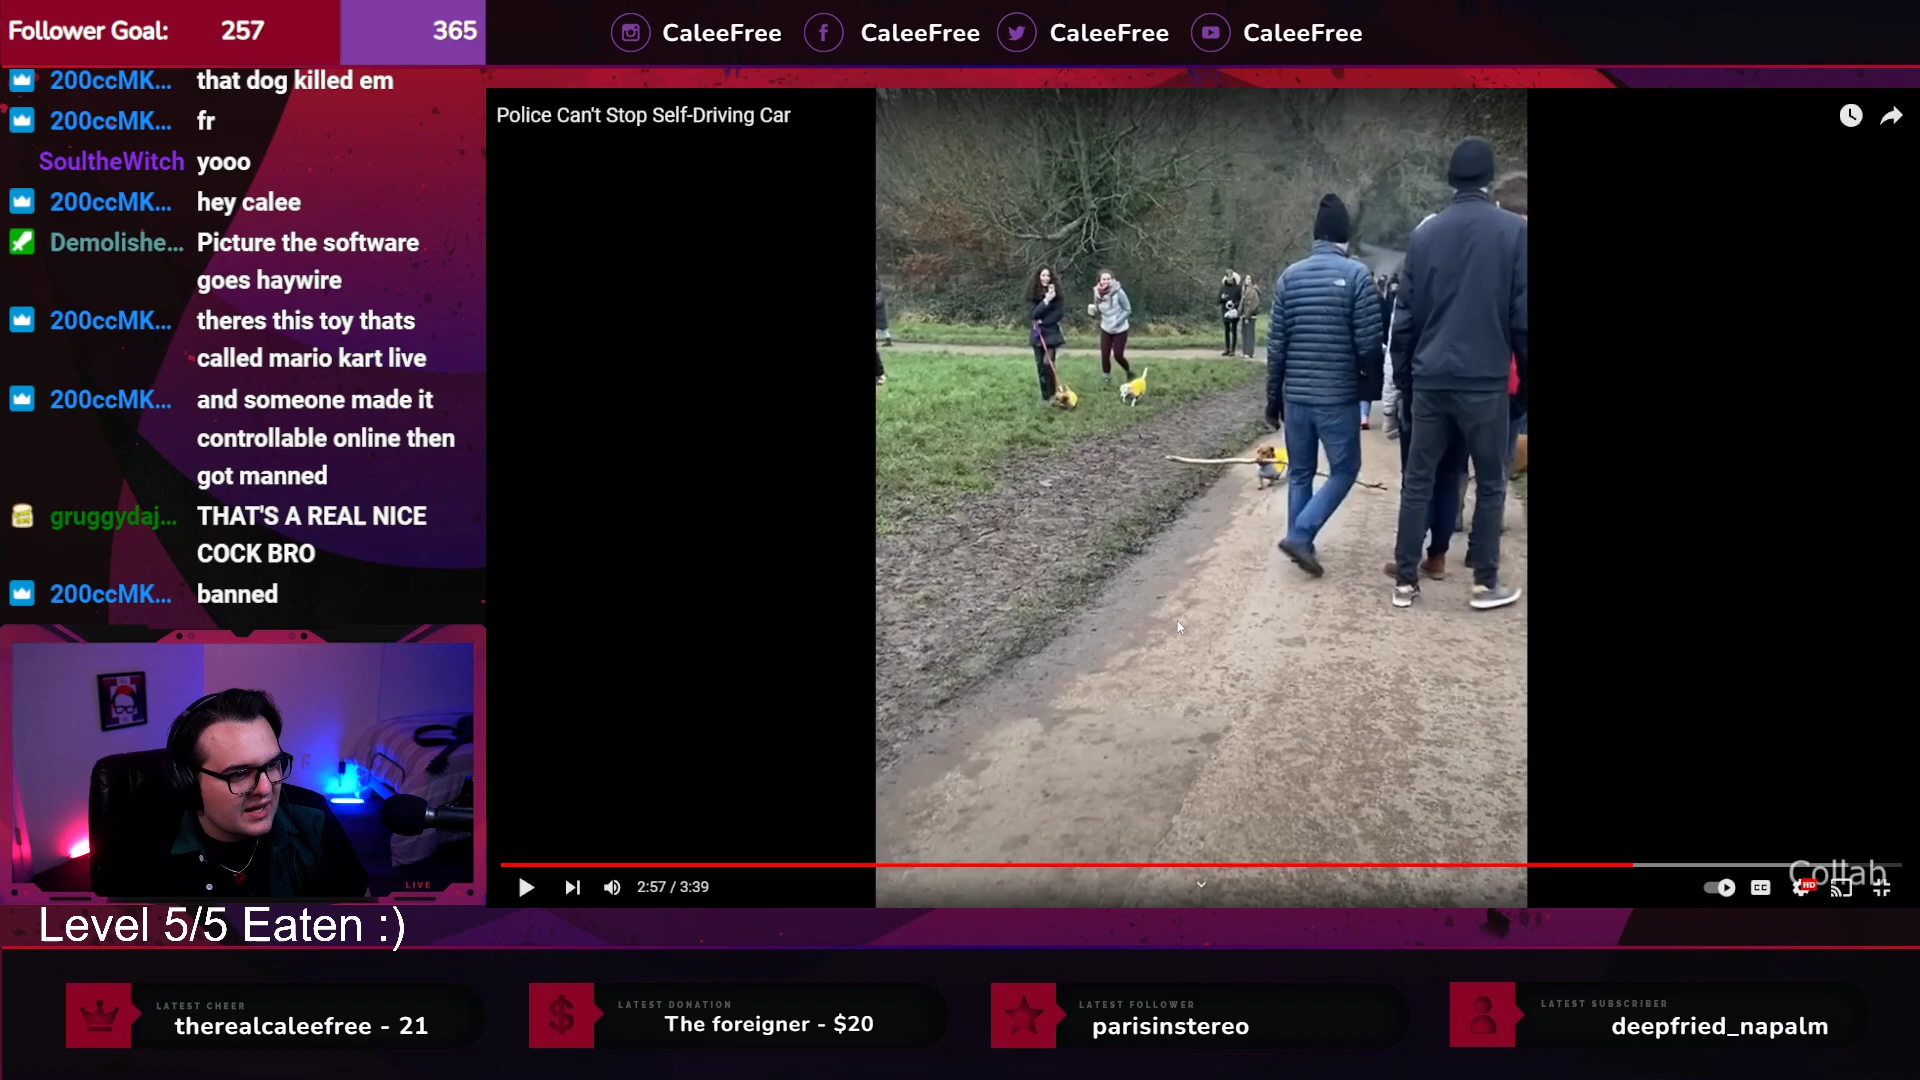 Follower Goal: 257 365
CaleeFree CaleeFree CaleeFree CaleeFree
200ccMK... that dog killed em
200ccMK... fr
SoultheWitch yooo
200ccMK... hey calee
Demolishe... Picture the software
goes haywire
200ccMK... theres this toy thats
called mario kart live
200ccMK... and someone made it
controllable online then
got manned
gruggydaj... THAT'S A REAL NICE
COCK BRO
200ccMK... banned
Police Can't Stop Self-Driving Car
Collab
2:57 / 3:39
CC
HD
LIVE
Level 5/5 Eaten :)
LATEST CHEER
therealcaleefree - 21
LATEST DONATION
The foreigner - $20
LATEST FOLLOWER
parisinstereo
LATEST SUBSCRIBER
deepfried_napalm